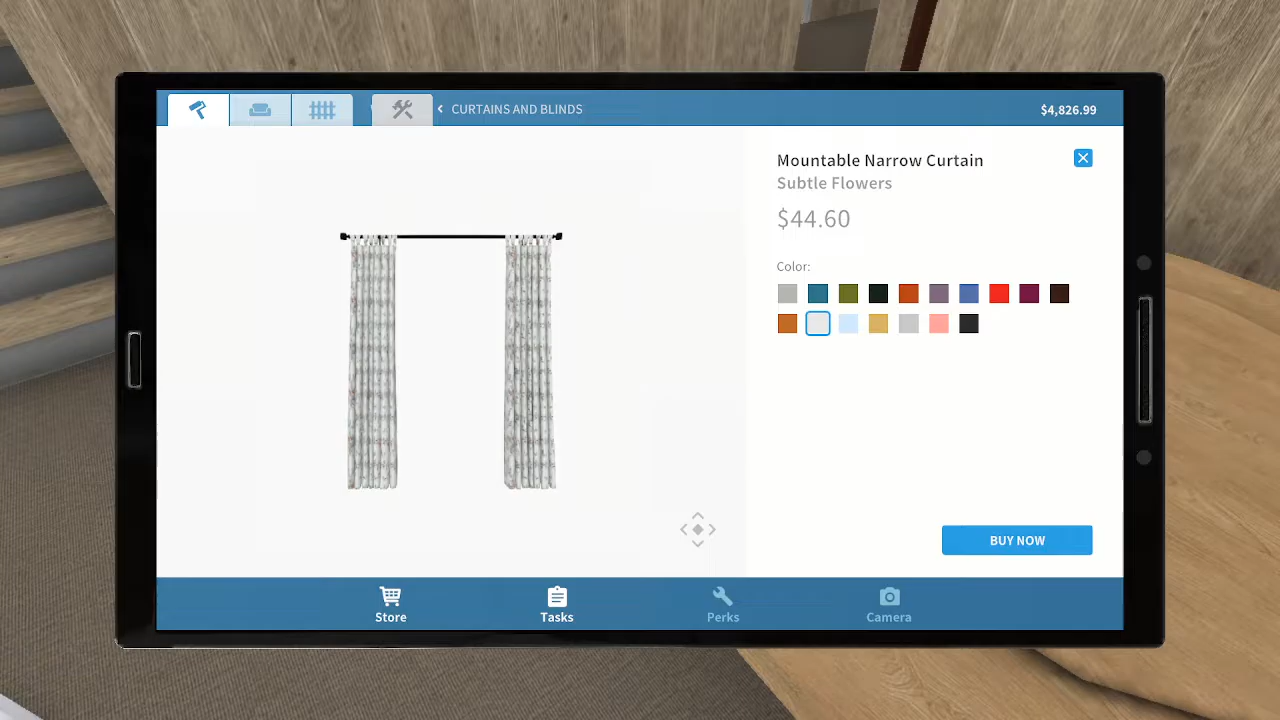 CURTAINS AND BLINDS
$4,826.99
Mountable Narrow Curtain
Subtle Flowers
$44.60
Color:
BUY NOW
Store
Tasks
Perks
Camera